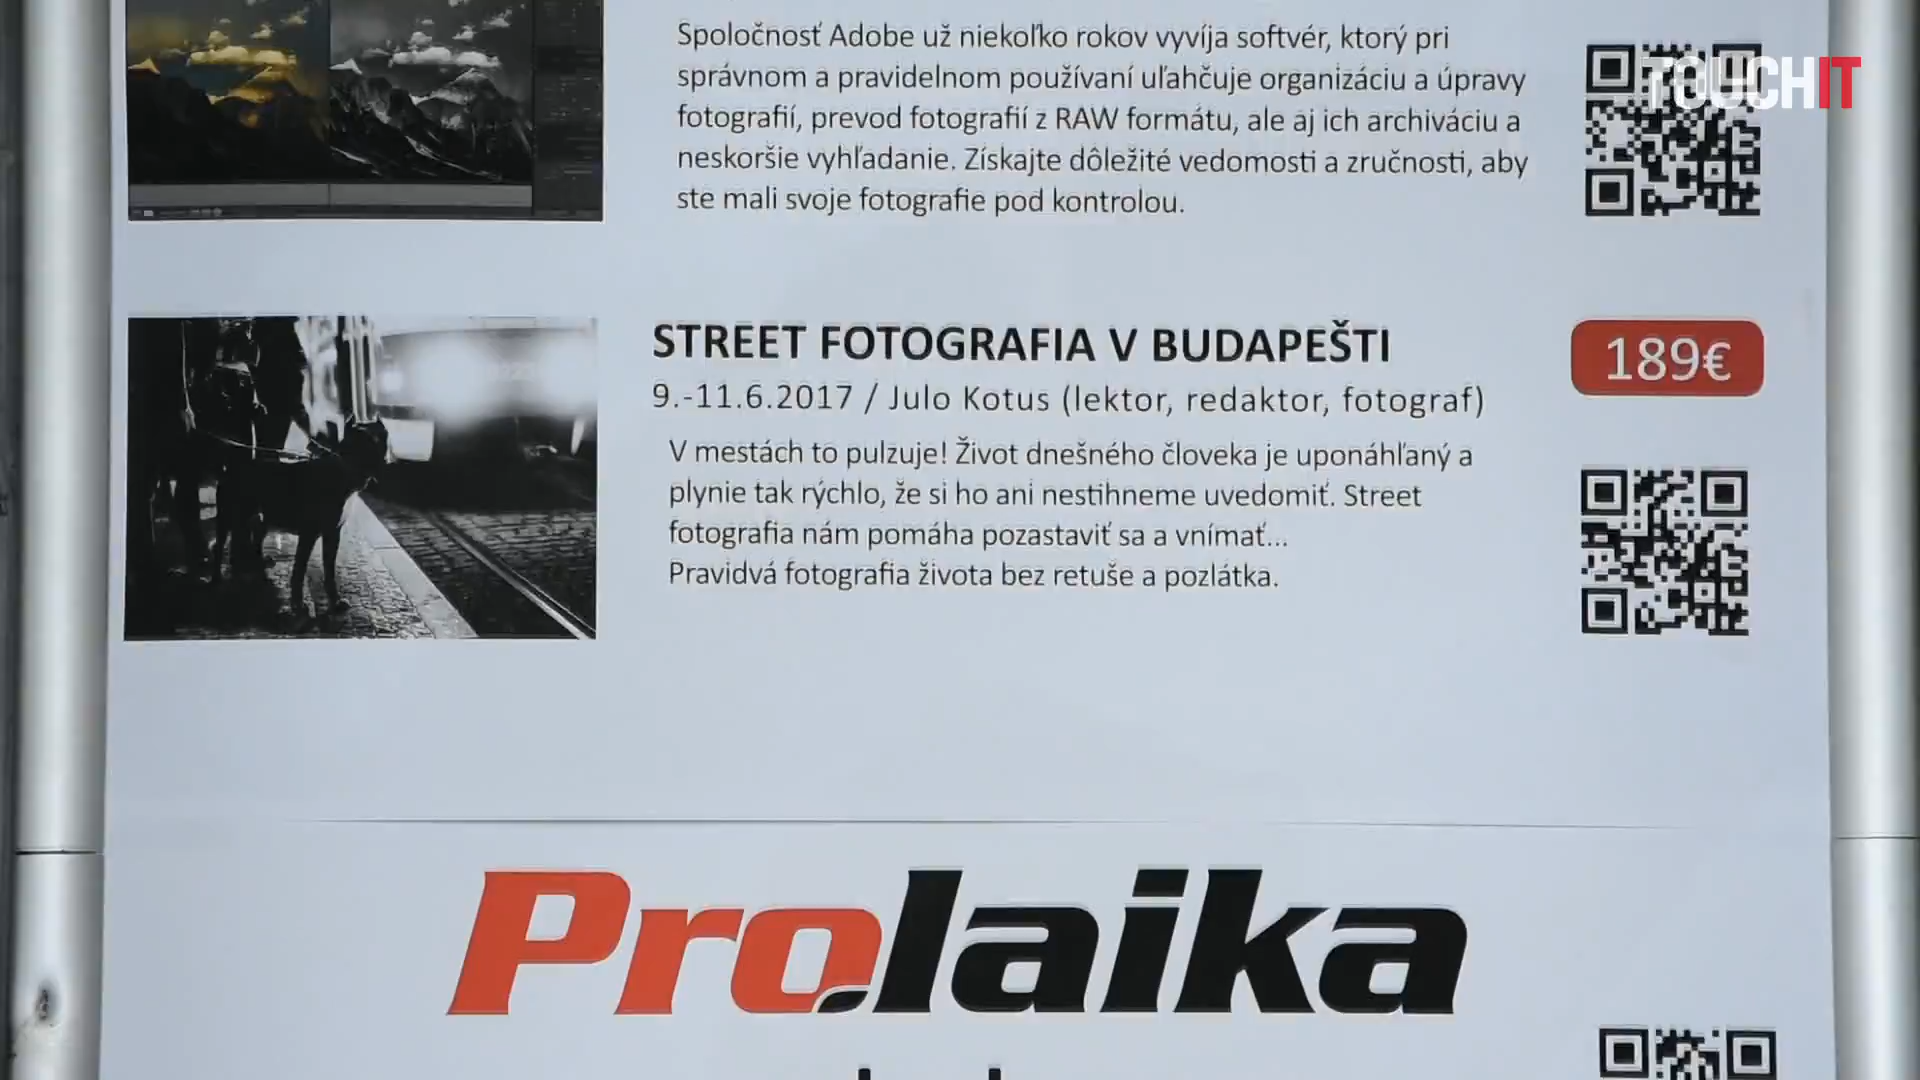 Spoločnosť Adobe už niekoľko rokov vyvíja softvér, ktorý pri
správnom a pravidelnom používaní uľahčuje organizáciu a úpravy
fotografií, prevod fotografií z RAW formátu, ale aj ich archiváciu a
neskoršie vyhľadanie. Získajte dôležité vedomosti a zručnosti, aby
ste mali svoje fotografie pod kontrolou.
TOUCHIT
STREET FOTOGRAFIA V BUDAPEŠTI
189€
9.-11.6.2017 / Julo Kotus (lektor, redaktor, fotograf)
V mestách to pulzuje! Život dnešného človeka je uponáhľaný a
plynie tak rýchlo, že si ho ani nestihneme uvedomiť. Street
fotografia nám pomáha pozastaviť sa a vnímať...
Pravidvá fotografia života bez retuše a pozlátka.
Prolaika